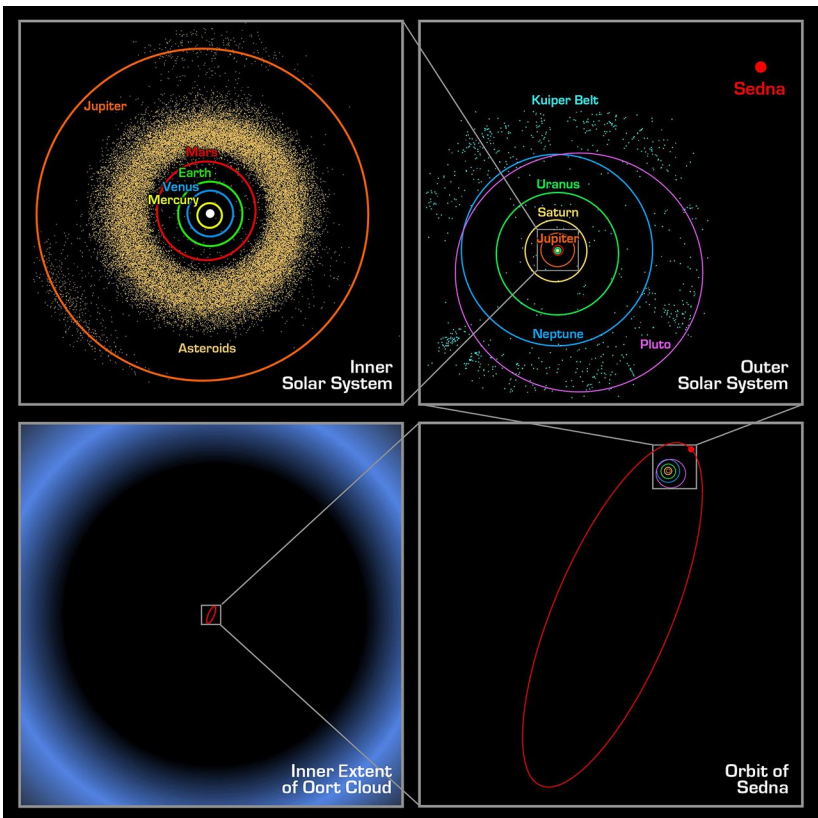 Jupiter
Mars
Earth
Venus
Mercury
Asteroids
Inner
Solar System
Sedna
Kuiper Belt
Uranus
Saturn
Jupiter
Neptune
Pluto
Outer
Solar System
Inner Extent
of Oort Cloud
Orbit of
Sedna